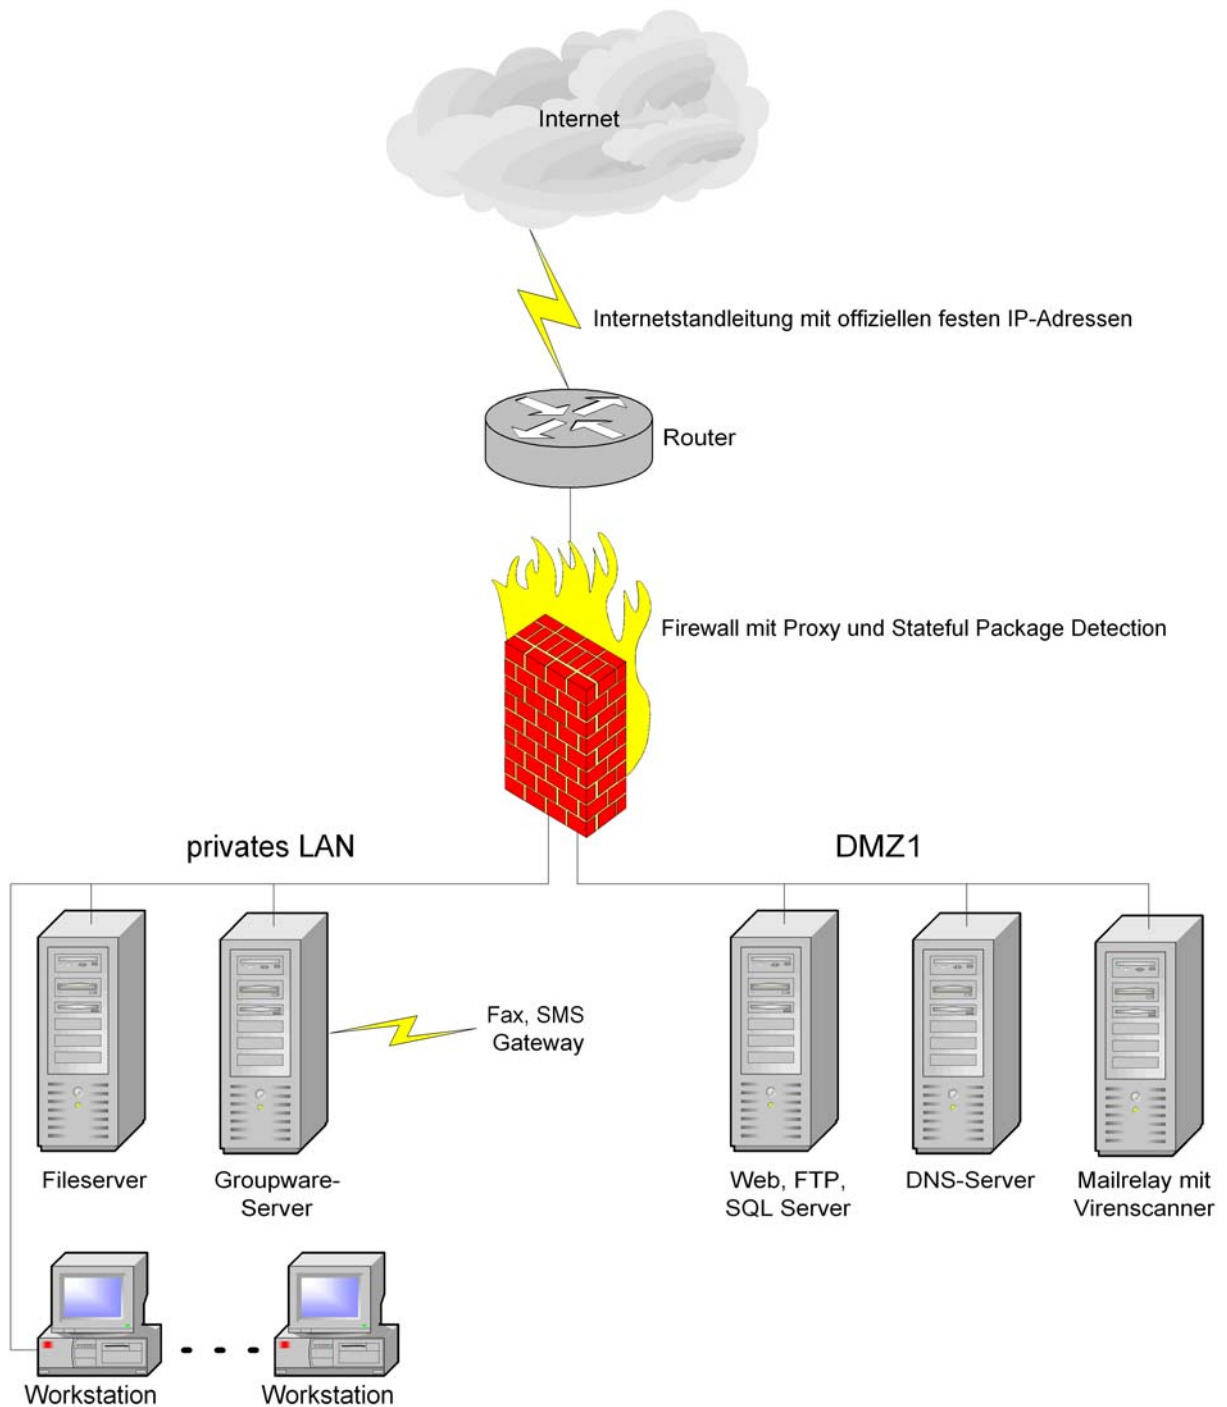 Internet
Internetstandleitung mit offiziellen festen IP-Adressen
Router
Firewall mit Proxy und Stateful Package Detection
privates LAN
DMZ1
Fax, SMS
Gateway
Fileserver
Groupware-
Server
Web, FTP,
SQL Server
DNS-Server
Mailrelay mit
Virenscanner
Workstation
Workstation